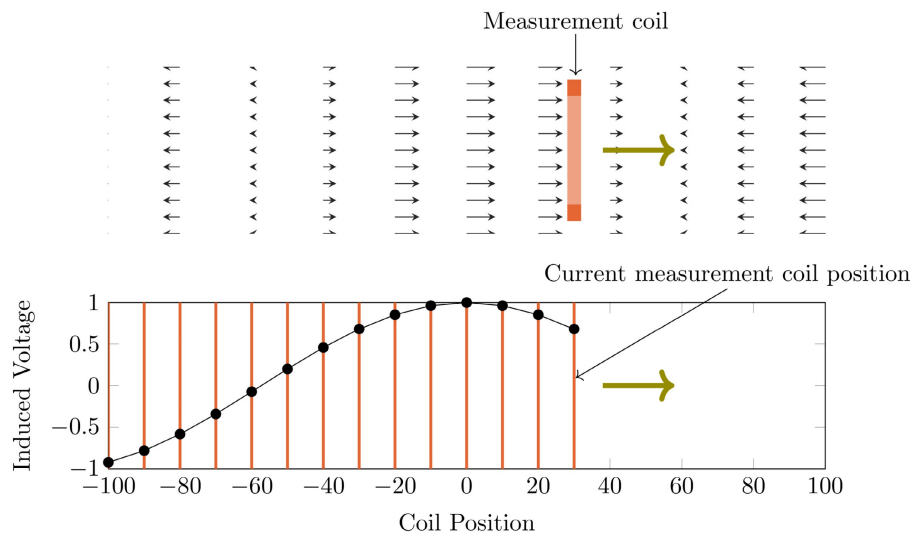 Measurement coil
Current measurement coil position
1
0.5
0
−0.5
−1
Induced Voltage
−100 −80 −60 −40 −20 0 20 40 60 80 100
Coil Position